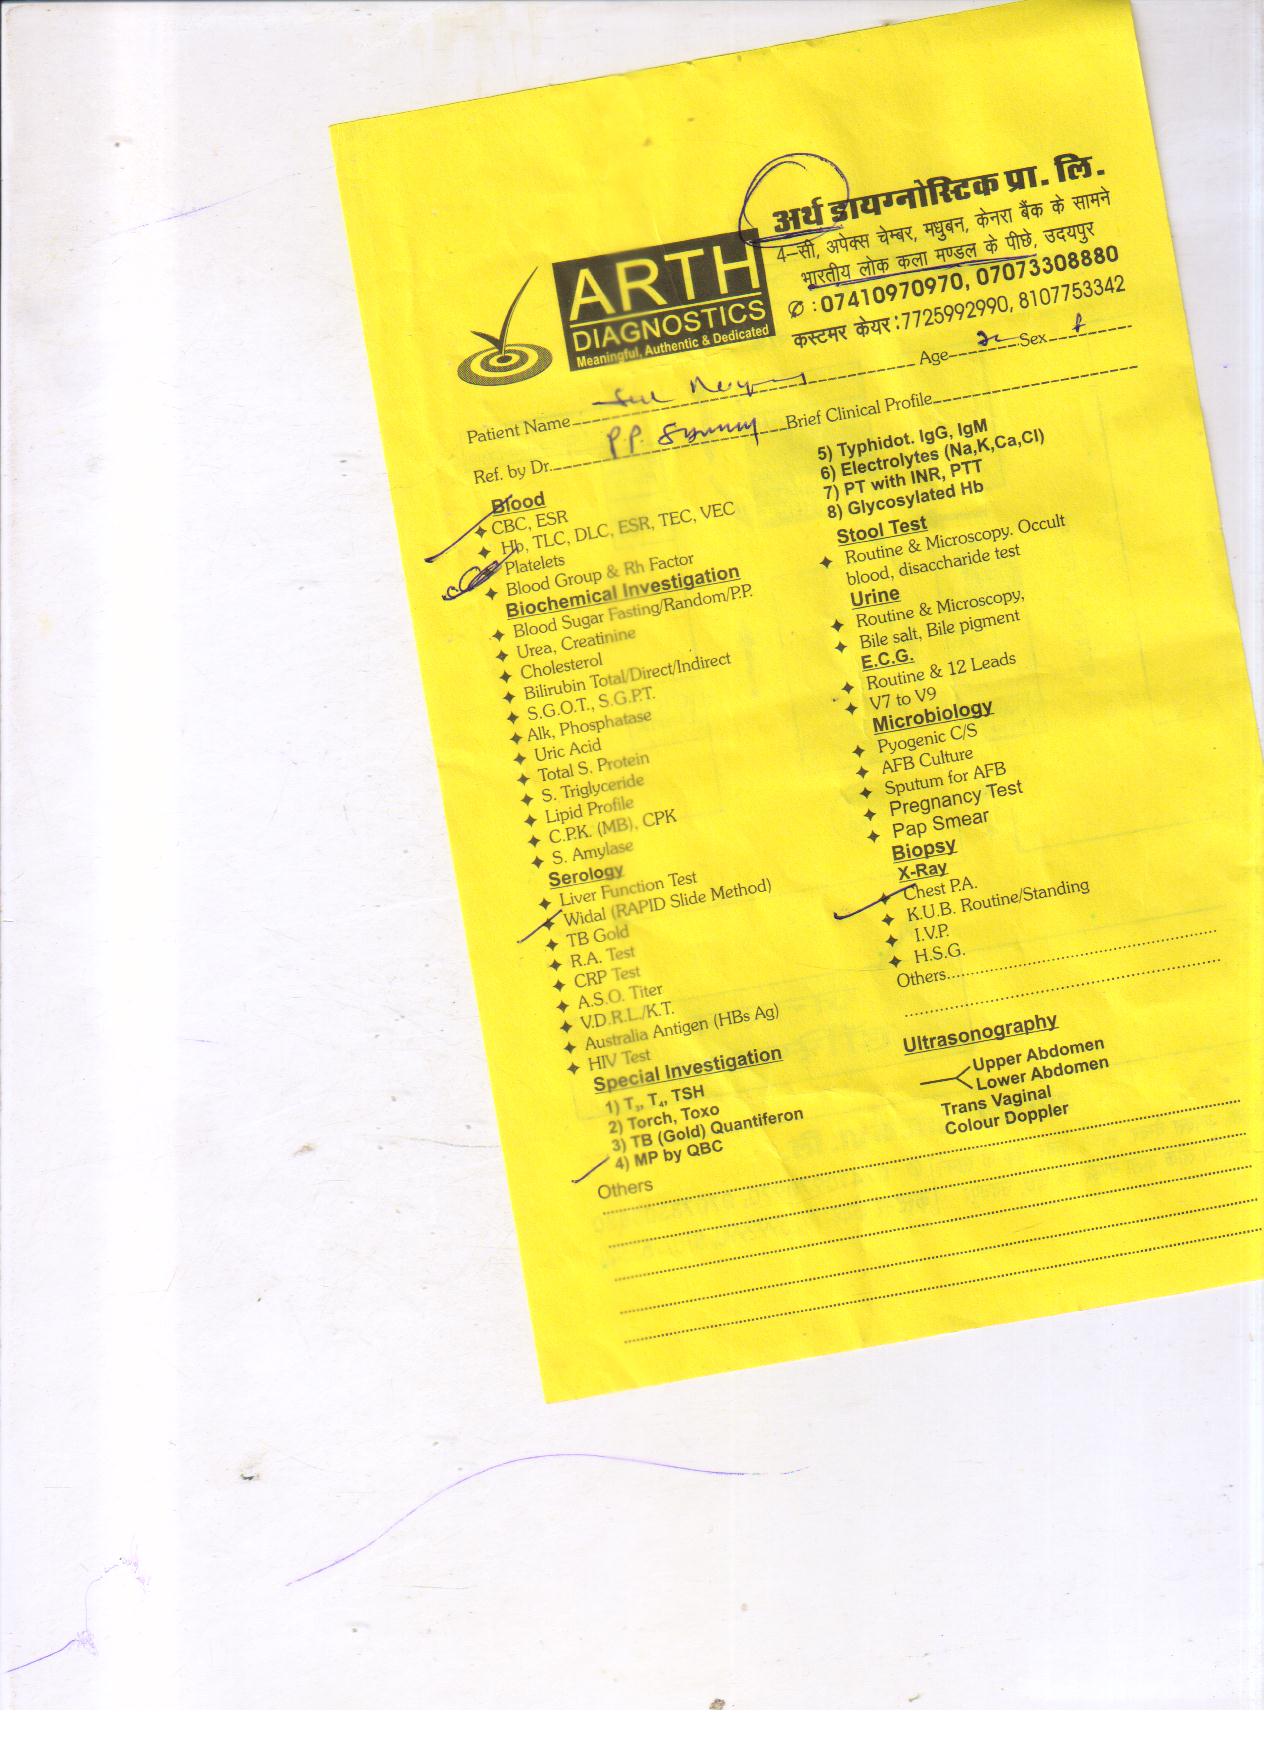 अर्थ डायग्नोस्टिक प्रा. लि.
4–सी, अपेक्स चेम्बर, मधुबन, केनरा बैंक के सामने
भारतीय लोक कला मण्डल के पीछे, उदयपुर
✆ : 07410970970, 07073308880
कस्टमर केयर : 7725992990, 8107753342
ARTH
DIAGNOSTICS
Meaningful, Authentic & Dedicated
Patient Name Age Sex
Ref. by Dr. P.P. Brief Clinical Profile
Blood
CBC, ESR
Hb, TLC, DLC, ESR, TEC, VEC
Platelets
Blood Group & Rh Factor
Biochemical Investigation
Blood Sugar Fasting/Random/P.P.
Urea, Creatinine
Cholesterol
Bilirubin Total/Direct/Indirect
S.G.O.T., S.G.P.T.
Alk, Phosphatase
Uric Acid
Total S. Protein
S. Triglyceride
Lipid Profile
C.P.K. (MB), CPK
S. Amylase
Serology
Liver Function Test
Widal (RAPID Slide Method)
TB Gold
R.A. Test
CRP Test
A.S.O. Titer
V.D.R.L./K.T.
Australia Antigen (HBs Ag)
HIV Test
Special Investigation
1) T₃, T₄, TSH
2) Torch, Toxo
3) TB (Gold) Quantiferon
4) MP by QBC
Others
5) Typhidot. IgG, IgM
6) Electrolytes (Na,K,Ca,Cl)
7) PT with INR, PTT
8) Glycosylated Hb
Stool Test
Routine & Microscopy. Occult
blood, disaccharide test
Urine
Routine & Microscopy,
Bile salt, Bile pigment
E.C.G.
Routine & 12 Leads
V7 to V9
Microbiology
Pyogenic C/S
AFB Culture
Sputum for AFB
Pregnancy Test
Pap Smear
Biopsy
X-Ray
Chest P.A.
K.U.B. Routine/Standing
I.V.P.
H.S.G.
Others
Ultrasonography
Upper Abdomen
Lower Abdomen
Trans Vaginal
Colour Doppler